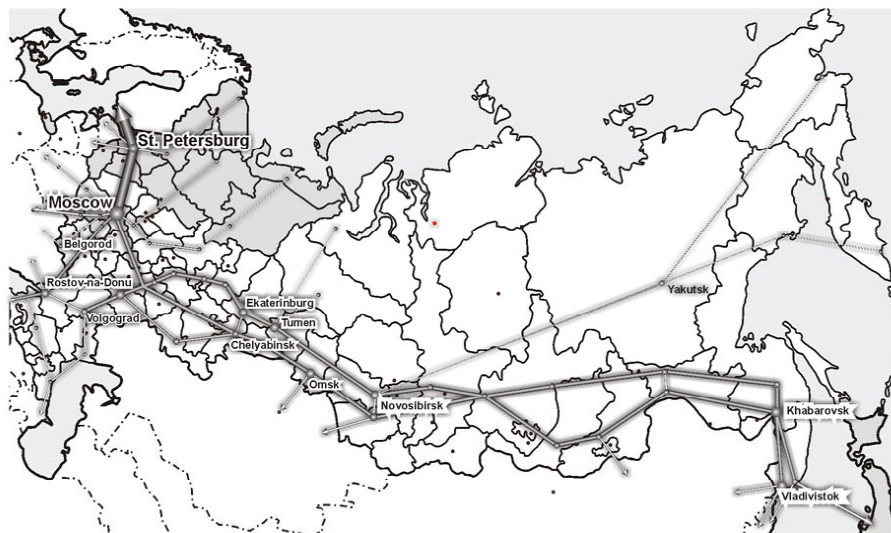 St. Petersburg
Moscow
Belgorod
Rostov-na-Donu
Volgograd
Ekaterinburg
Tumen
Chelyabinsk
Omsk
Novosibirsk
Yakutsk
Khabarovsk
Vladivistok